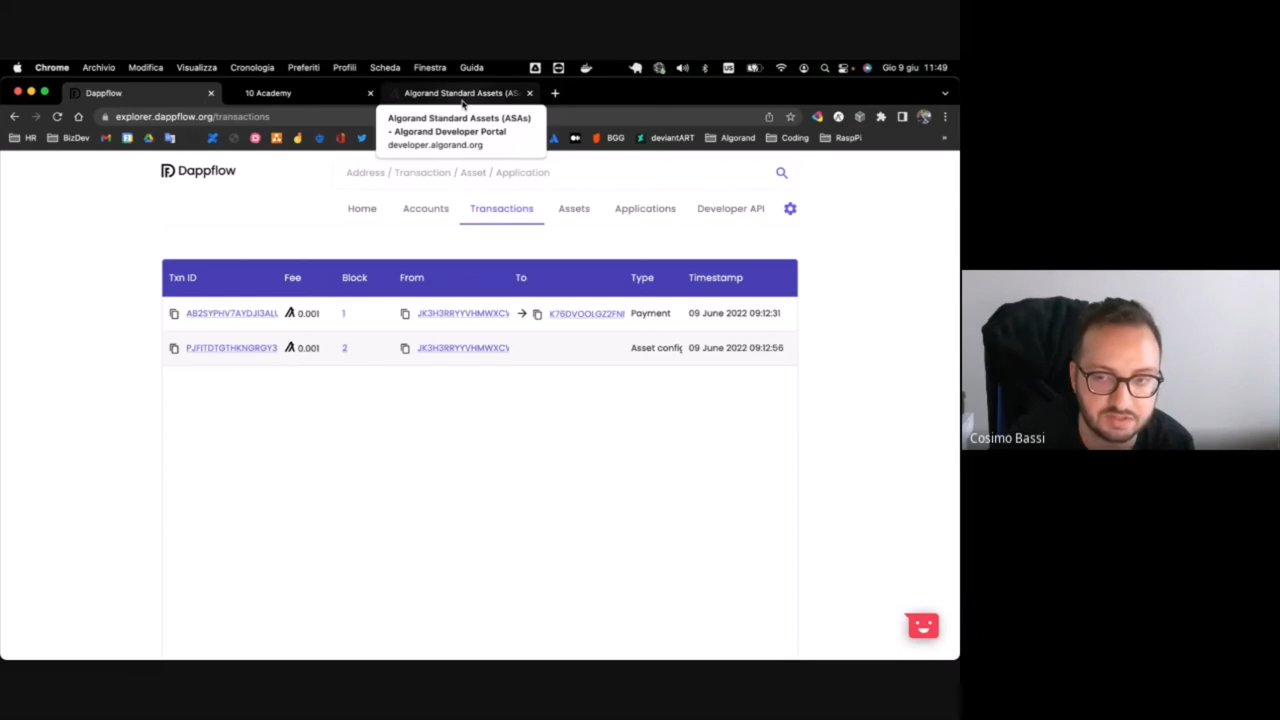 Chrome Archivio Modifica Visualizza Cronologia Preferiti Profili Scheda Finestra Guida US Gio 9 giu 11:49
Dappflow 10 Academy Algorand Standard Assets (AS
explorer.dappflow.org/transactions
Algorand Standard Assets (ASAs)
- Algorand Developer Portal
developer.algorand.org
HR BizDev BGG deviantART Algorand Coding RaspPi »
Dappflow
Address / Transaction / Asset / Application
Home Accounts Transactions Assets Applications Developer API
Txn ID Fee Block From To Type Timestamp
AB2SYPHV7AYDJI3ALL 0.001 1 JK3H3RRYYVHMWXCY K76DVOOLGZ2FNI Payment 09 June 2022 09:12:31
PJFITDTGTHKNGRGY3 0.001 2 JK3H3RRYYVHMWXCY Asset config 09 June 2022 09:12:56
Cosimo Bassi